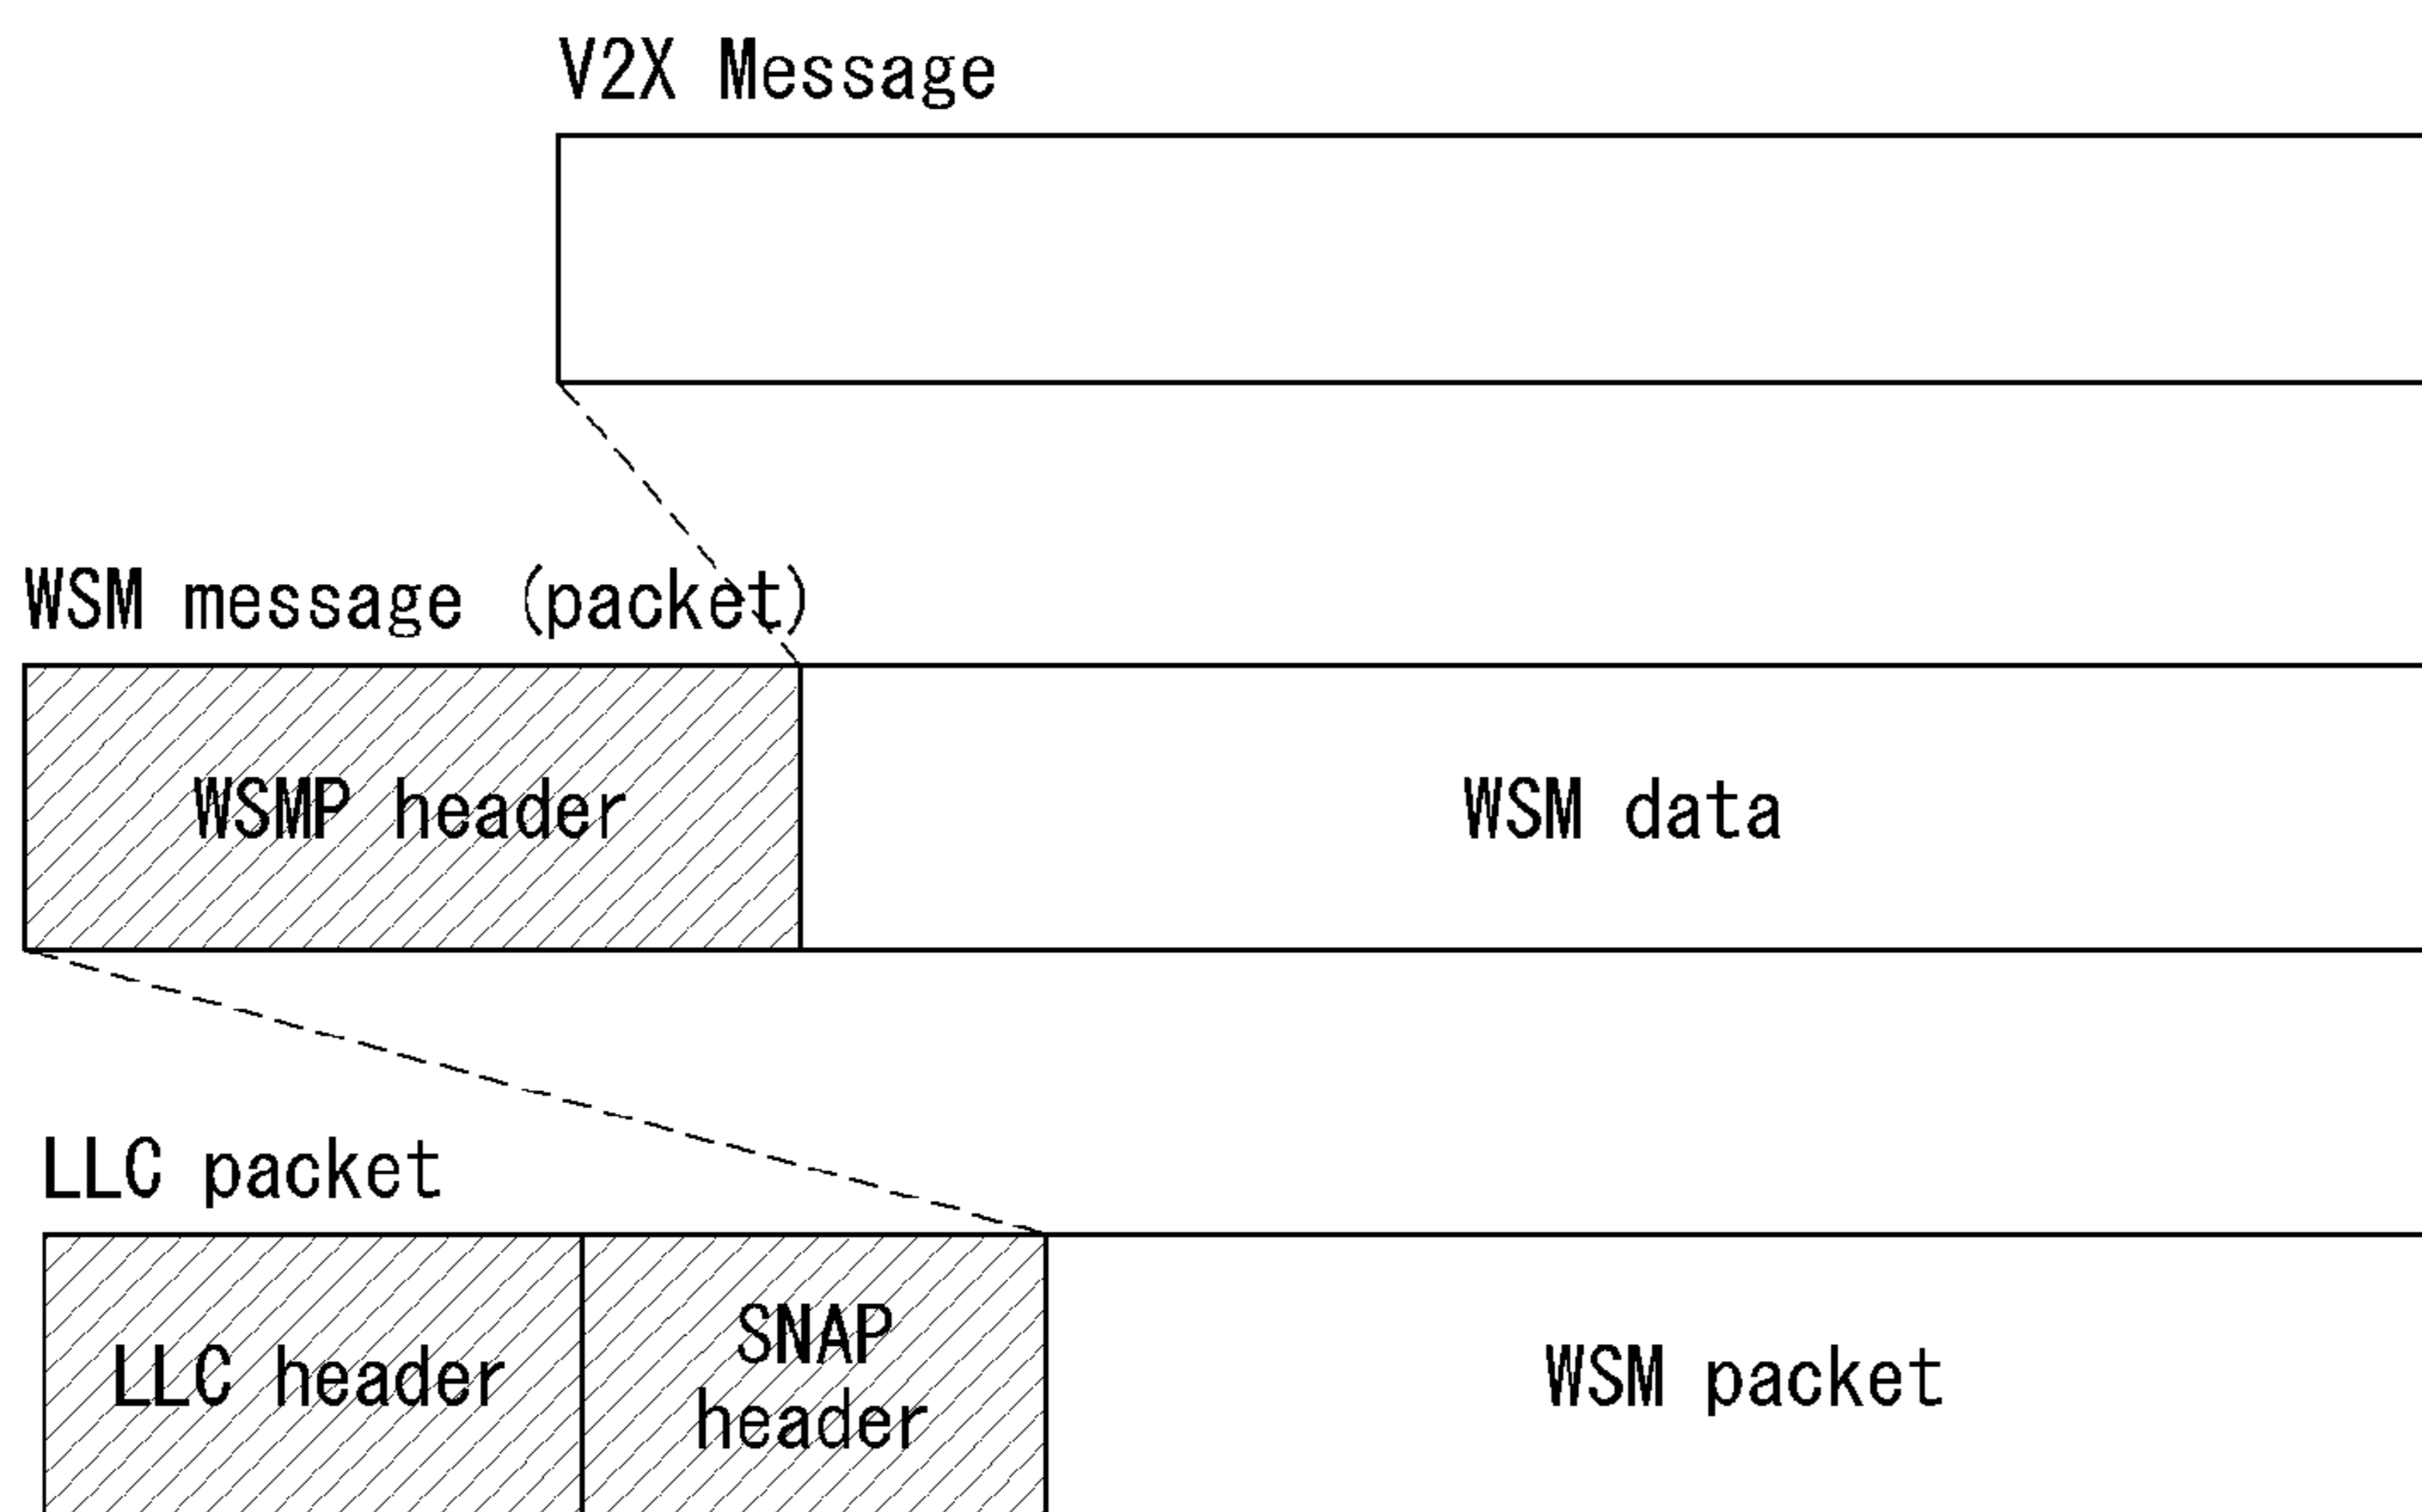 V2X Message
WSM message (packet)
WSMP header
WSM data
LLC packet
LLC header
SNAP
header
WSM packet